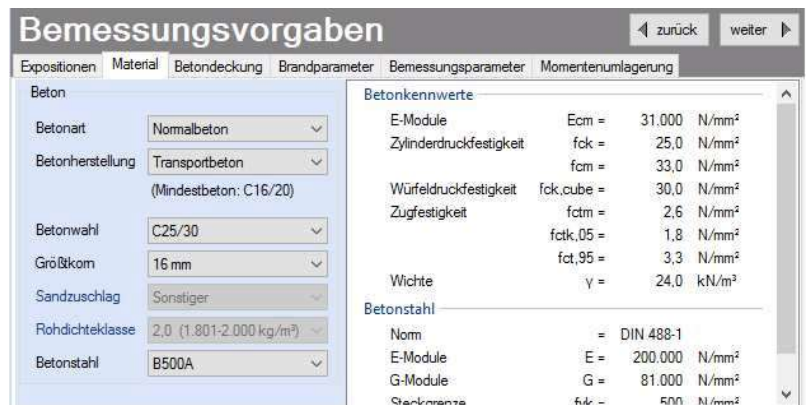 Bemessungsvorgaben
zurück
weiter
Expositionen Material Betondeckung Brandparameter Bemessungsparameter Momentenumlagerung
Beton
Betonart Normalbeton
Betonherstellung Transportbeton
(Mindestbeton: C16/20)
Betonwahl C25/30
Größtkorn 16 mm
Sandzuschlag Sonstiger
Rohdichteklasse 2,0 (1.801-2.000 kg/m³)
Betonstahl B500A
Betonkennwerte
E-Module Ecm = 31.000 N/mm²
Zylinderdruckfestigkeit fck = 25,0 N/mm²
fcm = 33,0 N/mm²
Würfeldruckfestigkeit fck,cube = 30,0 N/mm²
Zugfestigkeit fctm = 2,6 N/mm²
fctk,05 = 1,8 N/mm²
fct,95 = 3,3 N/mm²
Wichte γ = 24,0 kN/m³
Betonstahl
Norm = DIN 488-1
E-Module E = 200.000 N/mm²
G-Module G = 81.000 N/mm²
Steckgrenze fyk = 500 N/mm²